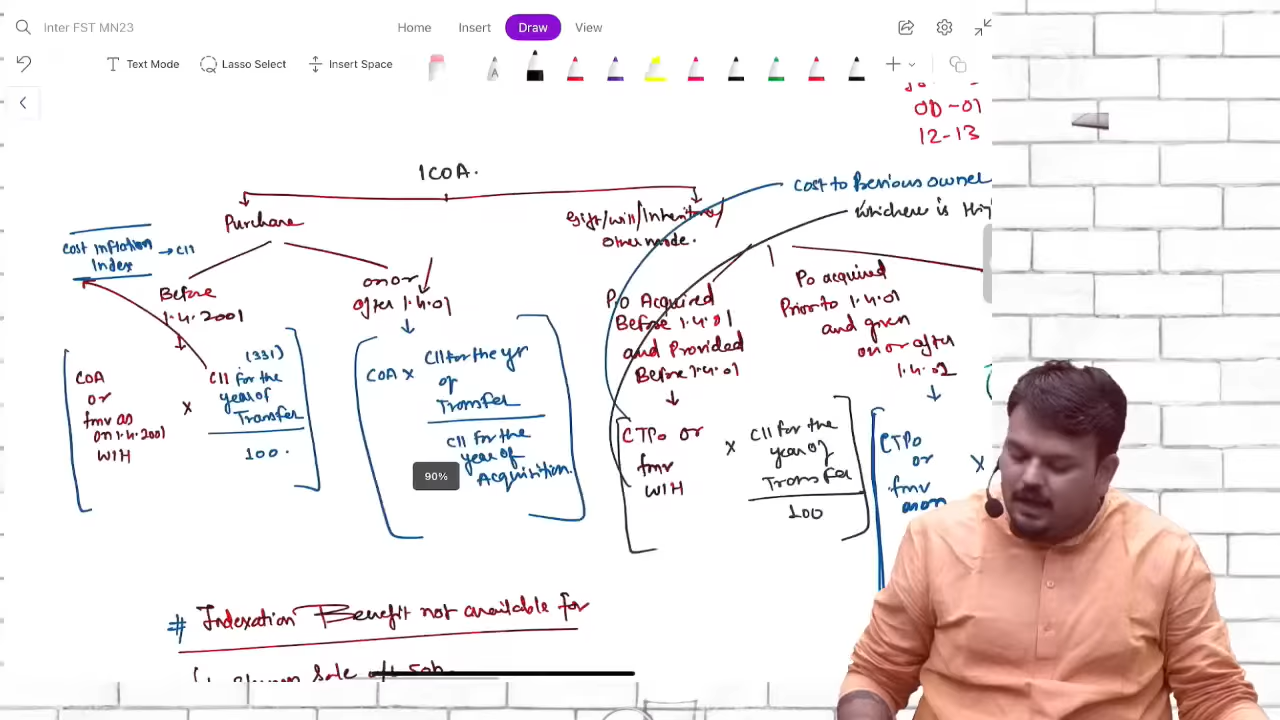 Inter FST MN23
Home
Insert
Draw
View
Text Mode
Lasso Select
Insert Space
00-01
12-13
ICOA.
Purchase
Cost Inflation
Index
→ CII
Before
1.4.2001
on or
after 1.4.01
CoA
or
fmv as
on 1.4.2001
WIH
x
(331)
CII for the
year of
Transfer
100.
COA x
CII for the yr
of
Transfer
CII for the
year of
Acquisition.
90%
Gift/will/Inheritance/
other mode.
Cost to Previous owner
whichever is
Po Acquired
Before 1.4.01
and Provided
Before 1.4.01
CTPo or
fmv
WIH
x
CII for the
year of
Transfer
100
Po acquired
Prior to 1.4.01
and given
on or after
1.4.01
CTPo
or
fmv
as on
x
# Indexation Benefit not available for